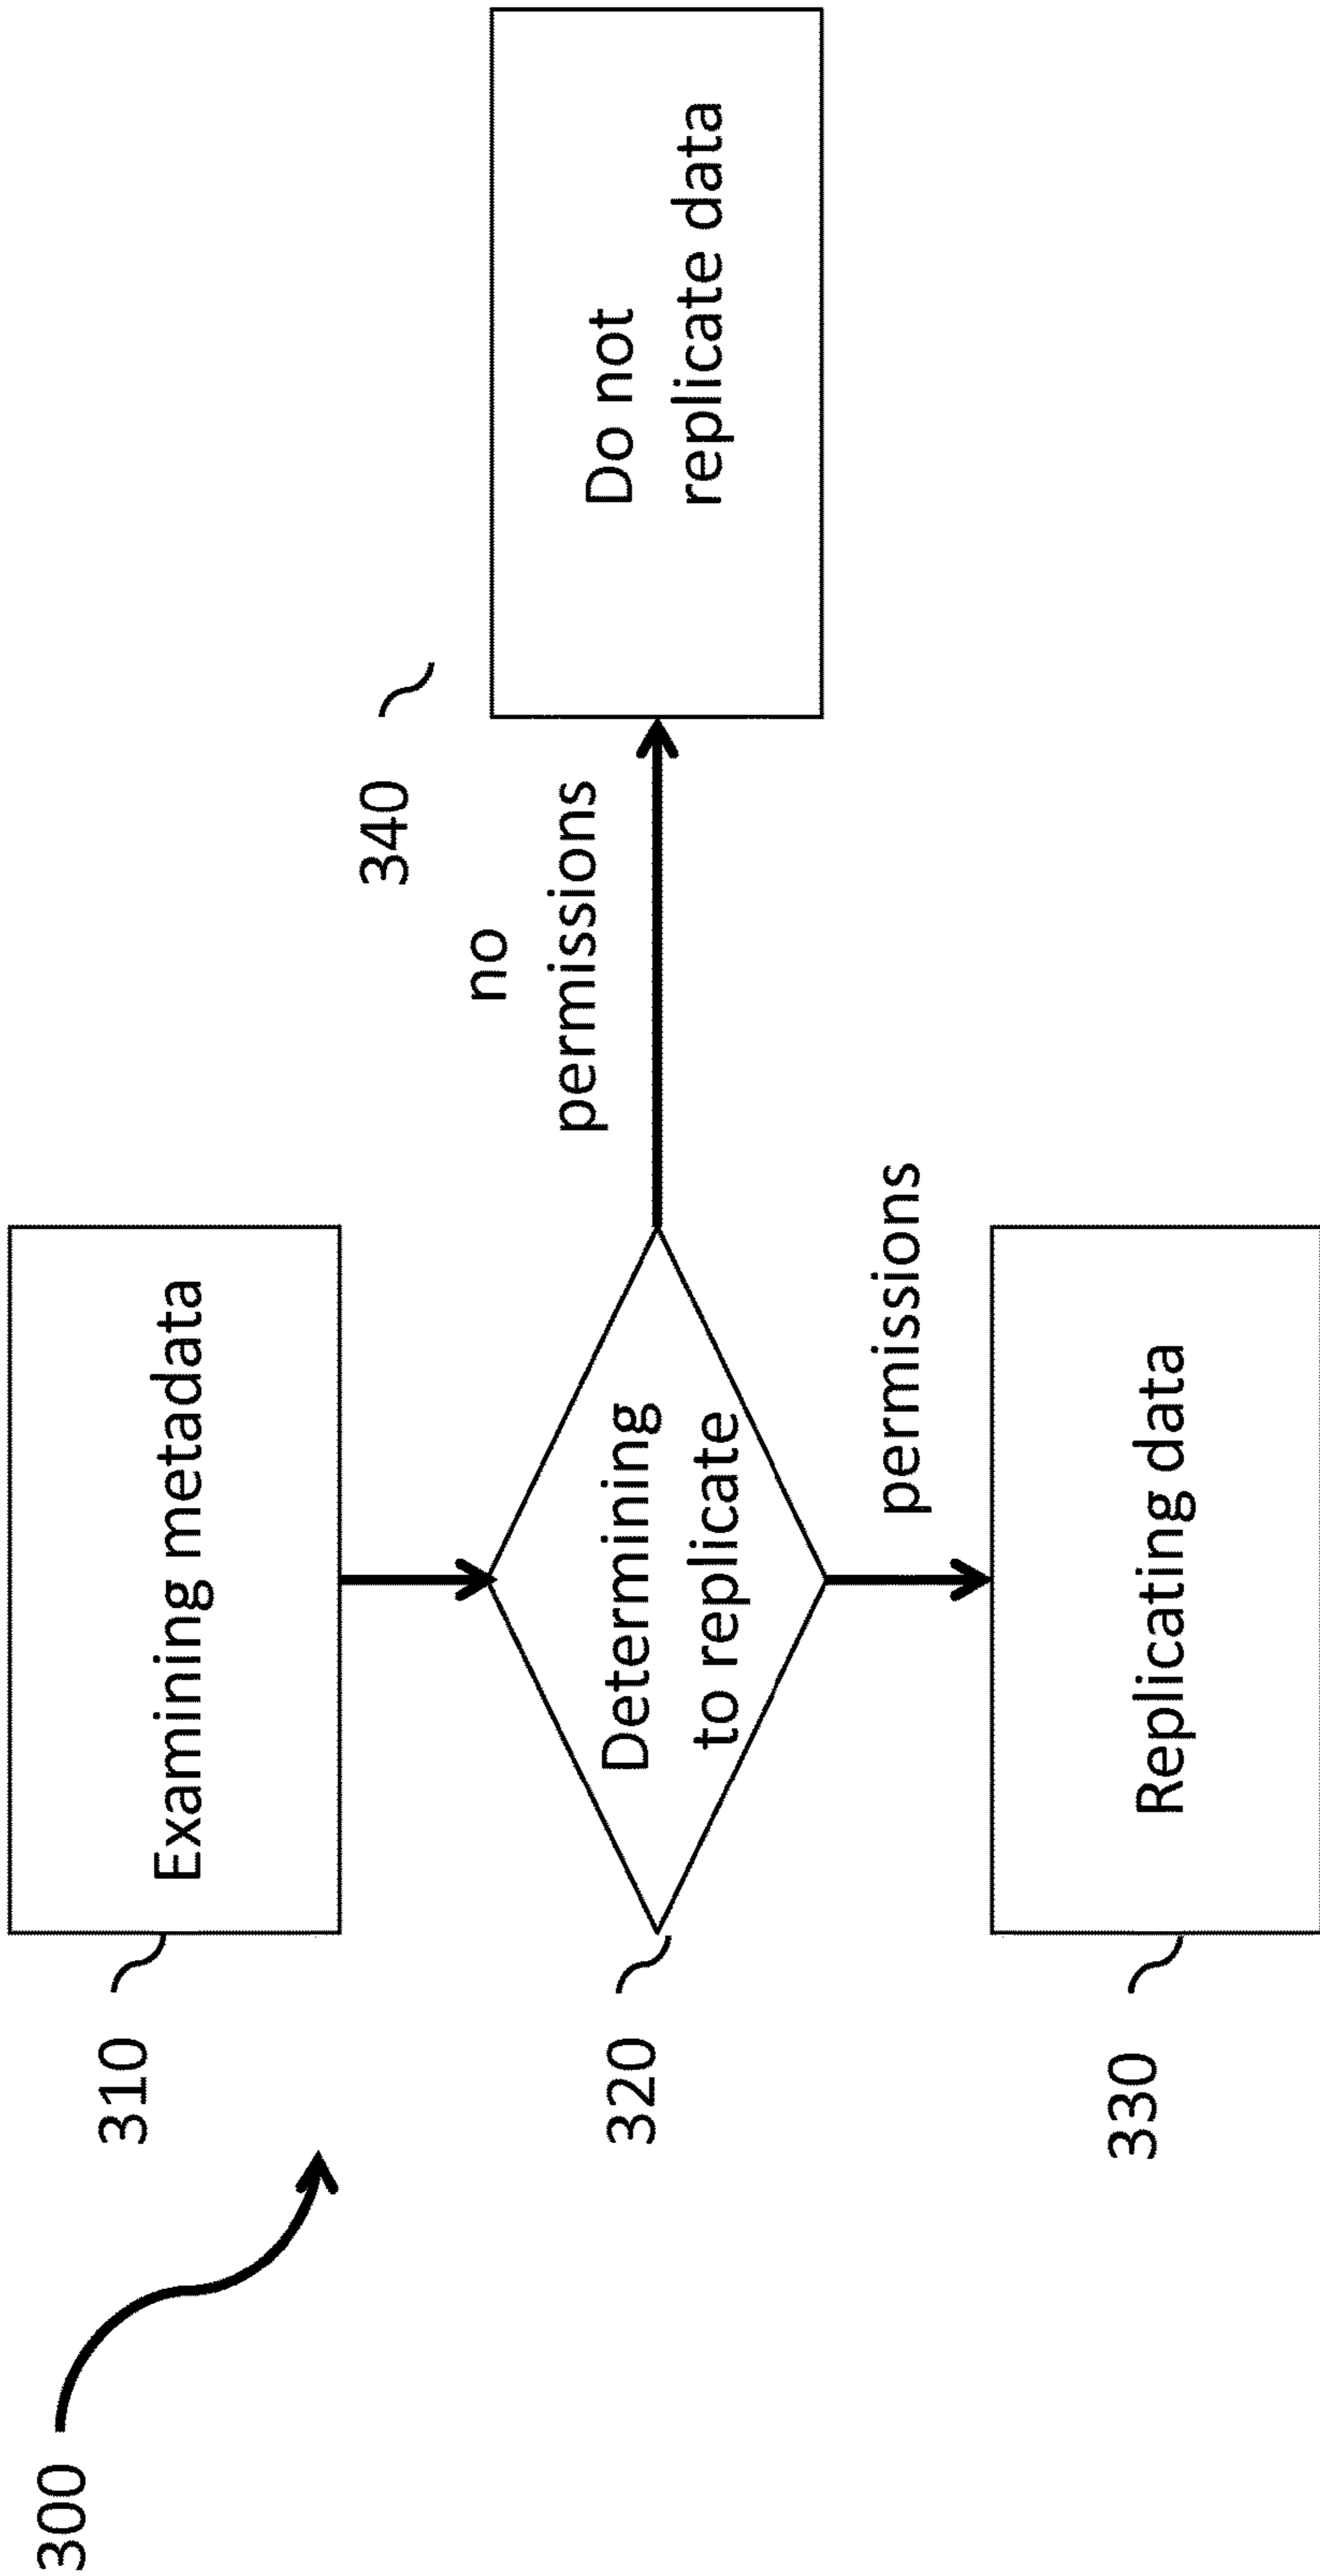 300
310
Examining metadata
320
Determining
to replicate
no
permissions
340
Do not
replicate data
permissions
330
Replicating data